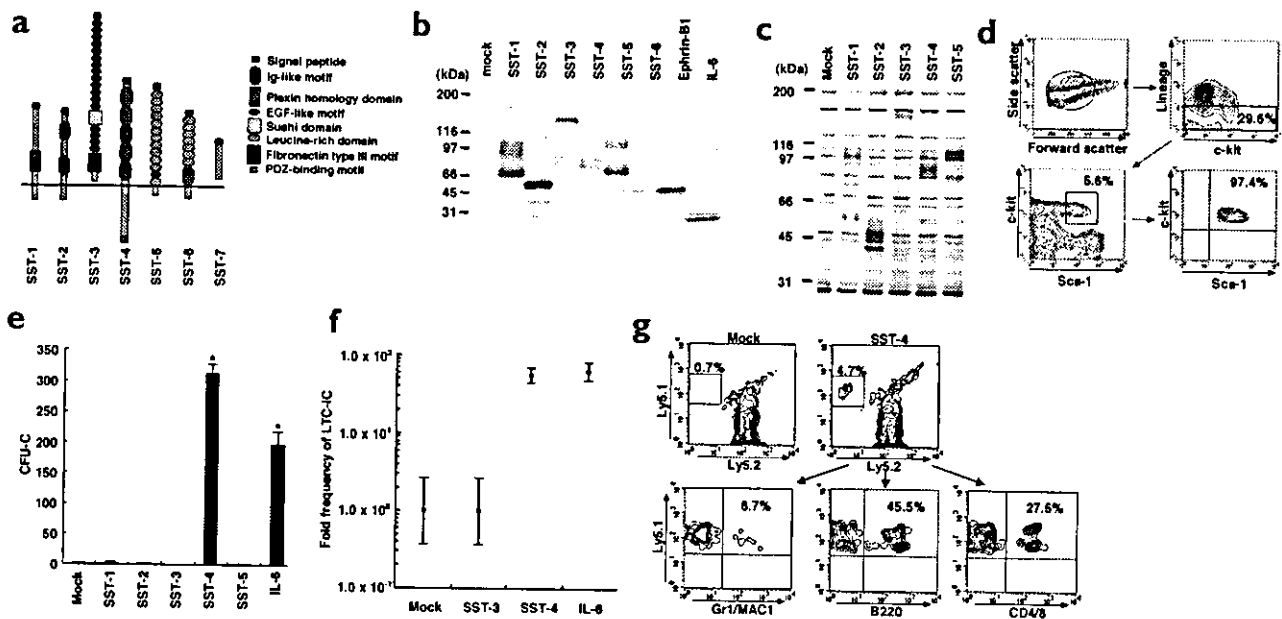 a
Signal peptide
Ig-like motif
Plexin homology domain
EGF-like motif
Sushi domain
Leucine-rich domain
Fibronectin type III motif
PDZ-binding motif
SST-1
SST-2
SST-3
SST-4
SST-5
SST-6
SST-7
b
(kDa)
mock
SST-1
SST-2
SST-3
SST-4
SST-5
SST-6
Ephrin-B1
IL-6
200
116
97
66
45
31
c
(kDa)
Mock
SST-1
SST-2
SST-3
SST-4
SST-5
200
116
97
66
45
31
d
Side scatter
Forward scatter
Lineage
29.6%
c-kit
c-kit
5.6%
Sca-1
c-kit
97.4%
Sca-1
e
CFU-C
350
300
250
200
150
100
50
0
*
*
Mock
SST-1
SST-2
SST-3
SST-4
SST-5
IL-6
f
Fold frequency of LTC-IC
1.0 x 10²
1.0 x 10¹
1.0 x 10⁰
1.0 x 10⁻¹
Mock
SST-3
SST-4
IL-6
g
Mock
SST-4
Ly5.1
0.7%
4.7%
Ly5.2
Ly5.2
Ly5.1
6.7%
45.5%
27.6%
Gr1/MAC1
B220
CD4/8